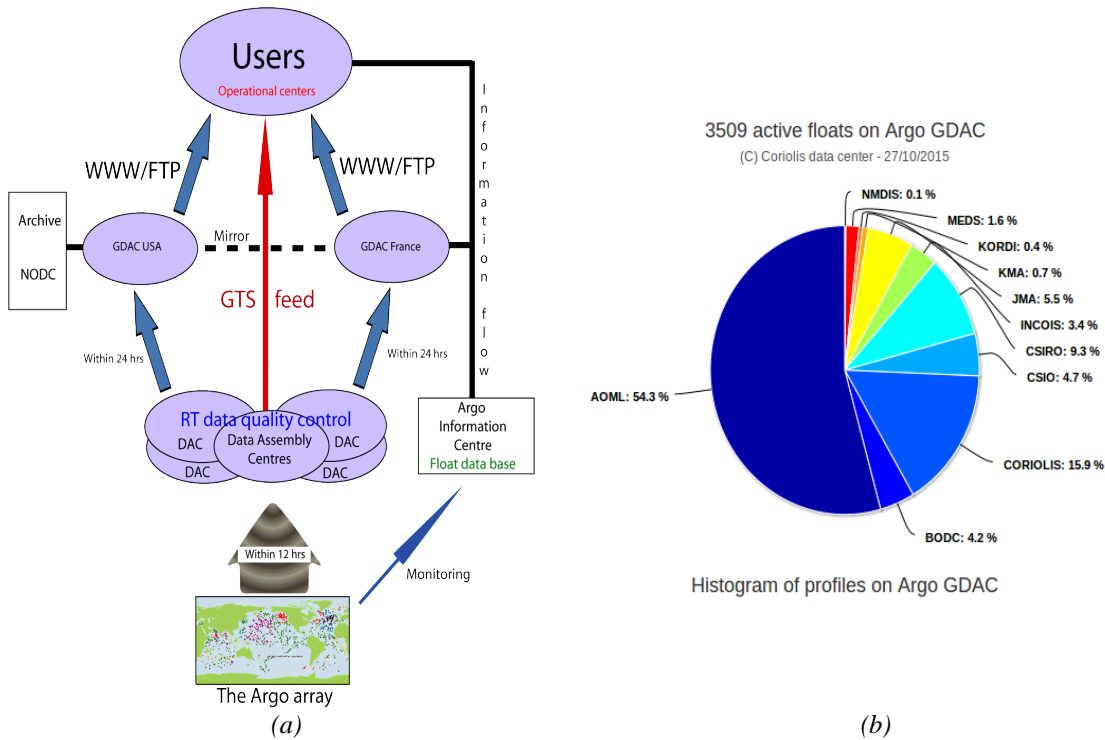 Users
Operational centers
WWW/FTP
WWW/FTP
Information flow
Archive
NODC
GDAC USA
Mirror
GDAC France
GTS feed
Within 24 hrs
Within 24 hrs
RT data quality control
DAC
Data Assembly
Centres
DAC
DAC
DAC
Argo
Information
Centre
Float data base
Within 12 hrs
Monitoring
The Argo array
(a)
3509 active floats on Argo GDAC
(C) Coriolis data center - 27/10/2015
NMDIS: 0.1 %
MEDS: 1.6 %
KORDI: 0.4 %
KMA: 0.7 %
JMA: 5.5 %
INCOIS: 3.4 %
CSIRO: 9.3 %
CSIO: 4.7 %
AOML: 54.3 %
CORIOLIS: 15.9 %
BODC: 4.2 %
Histogram of profiles on Argo GDAC
(b)